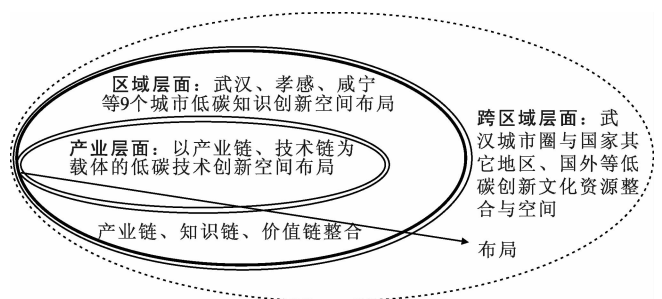 区域层面：武汉、孝感、咸宁
等9个城市低碳知识创新空间布局
产业层面：以产业链、技术链为
载体的低碳技术创新空间布局
产业链、知识链、价值链整合
跨区域层面：武
汉城市圈与国家其
它地区、国外等低
碳创新文化资源整
合与空间
布局